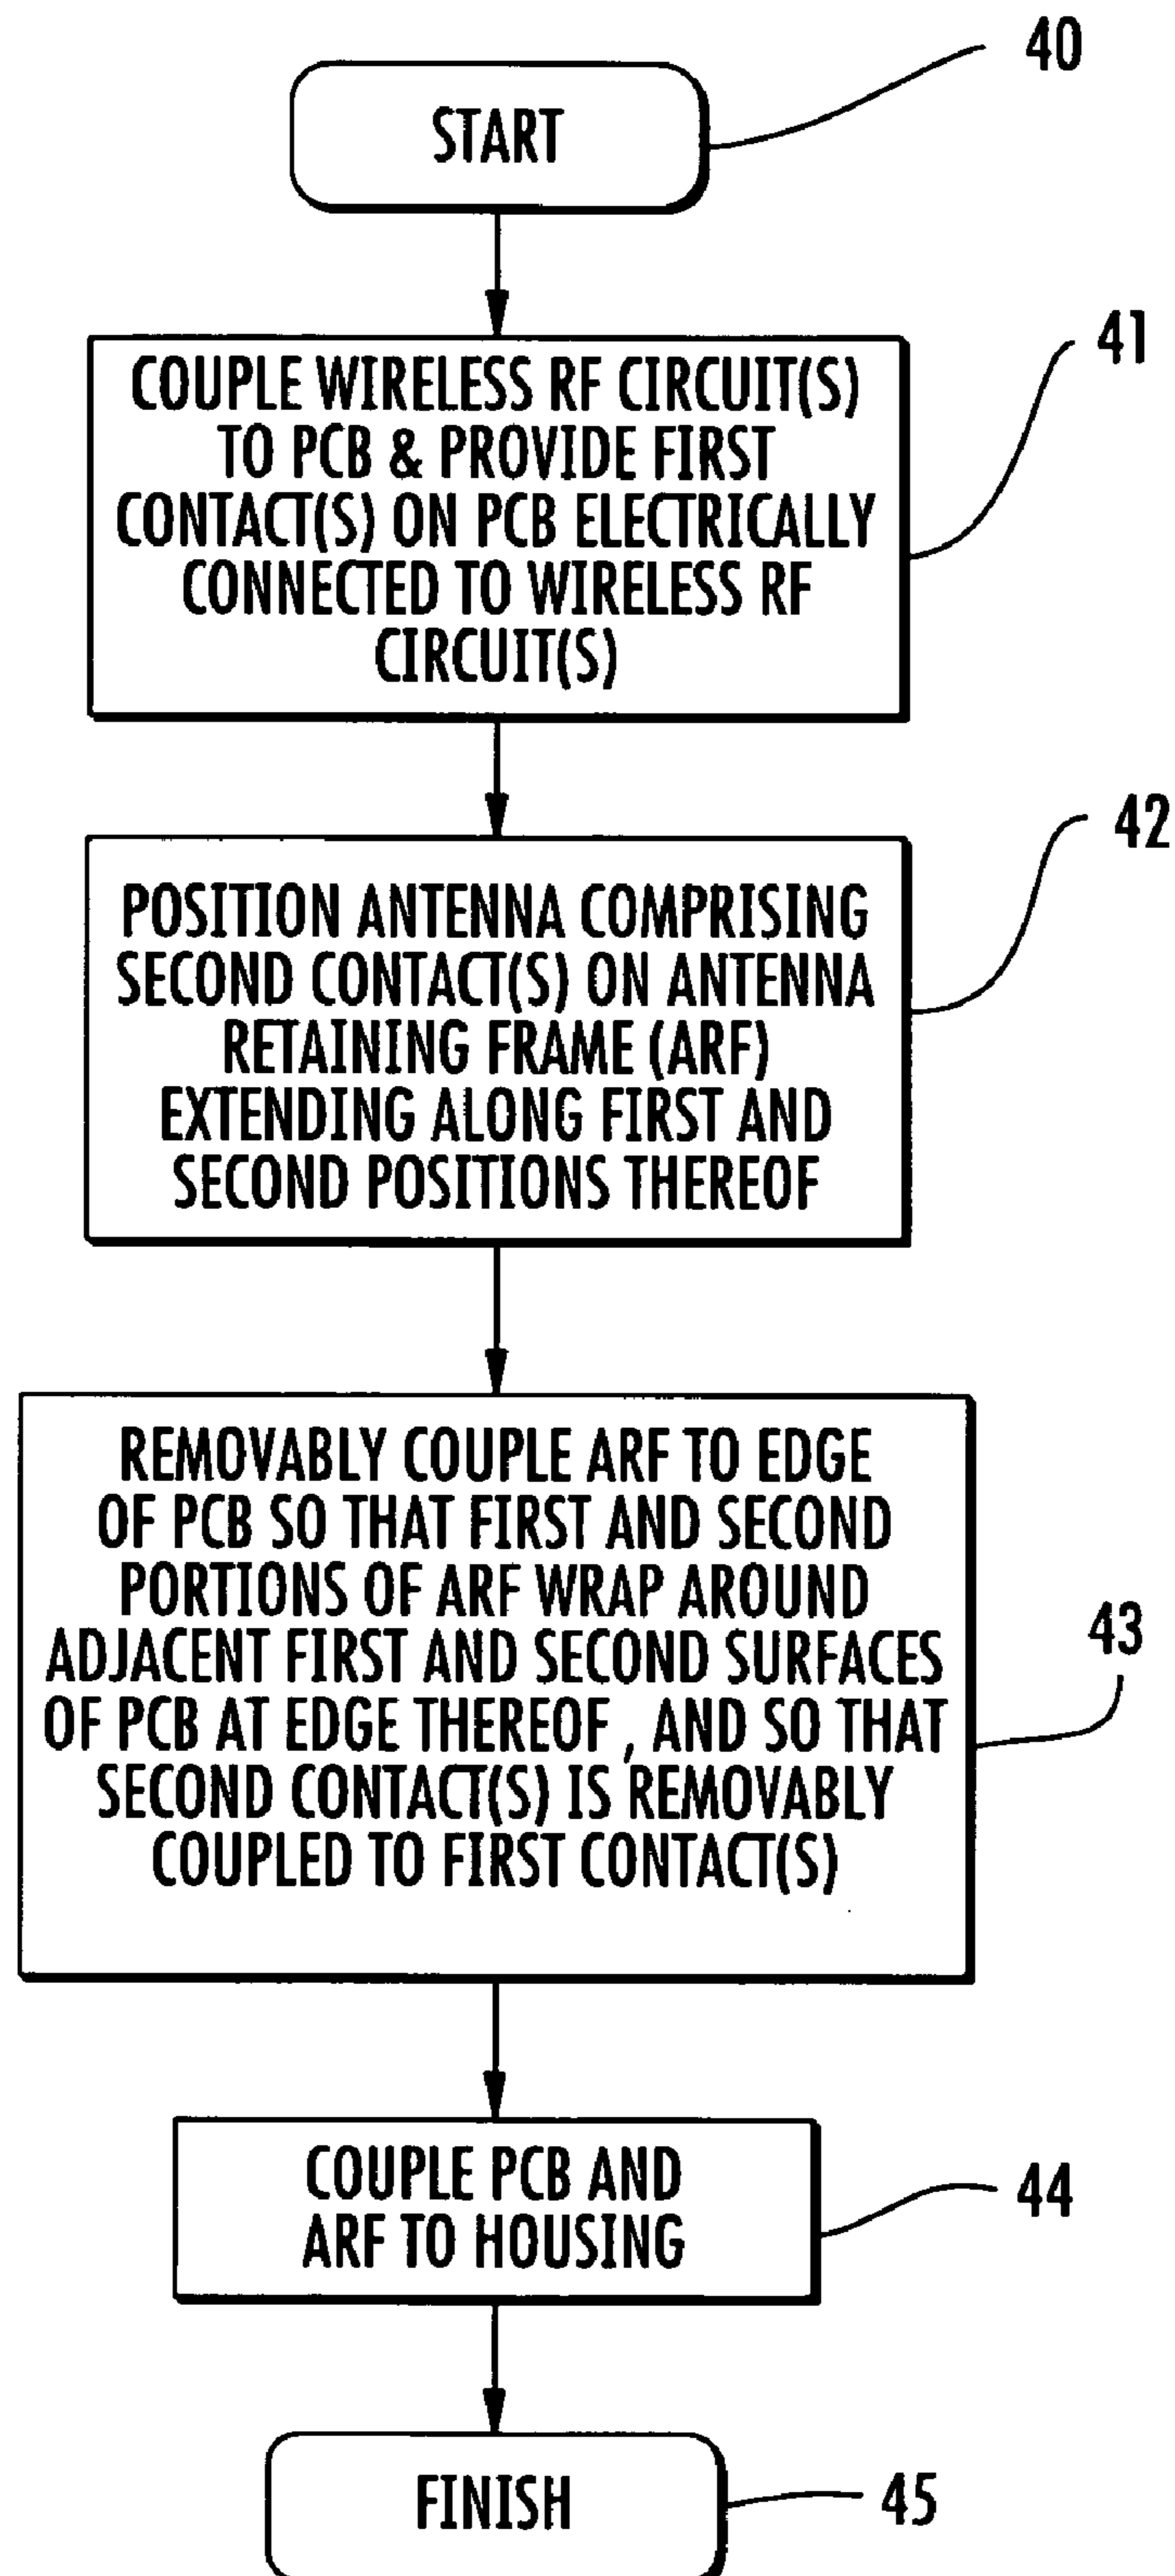 40
START
41
COUPLE WIRELESS RF CIRCUIT(S)
TO PCB & PROVIDE FIRST
CONTACT(S) ON PCB ELECTRICALLY
CONNECTED TO WIRELESS RF
CIRCUIT(S)
42
POSITION ANTENNA COMPRISING
SECOND CONTACT(S) ON ANTENNA
RETAINING FRAME (ARF)
EXTENDING ALONG FIRST AND
SECOND POSITIONS THEREOF
REMOVABLY COUPLE ARF TO EDGE
OF PCB SO THAT FIRST AND SECOND
PORTIONS OF ARF WRAP AROUND
ADJACENT FIRST AND SECOND SURFACES
OF PCB AT EDGE THEREOF, AND SO THAT
SECOND CONTACT(S) IS REMOVABLY
COUPLED TO FIRST CONTACT(S)
43
COUPLE PCB AND
ARF TO HOUSING
44
FINISH
45